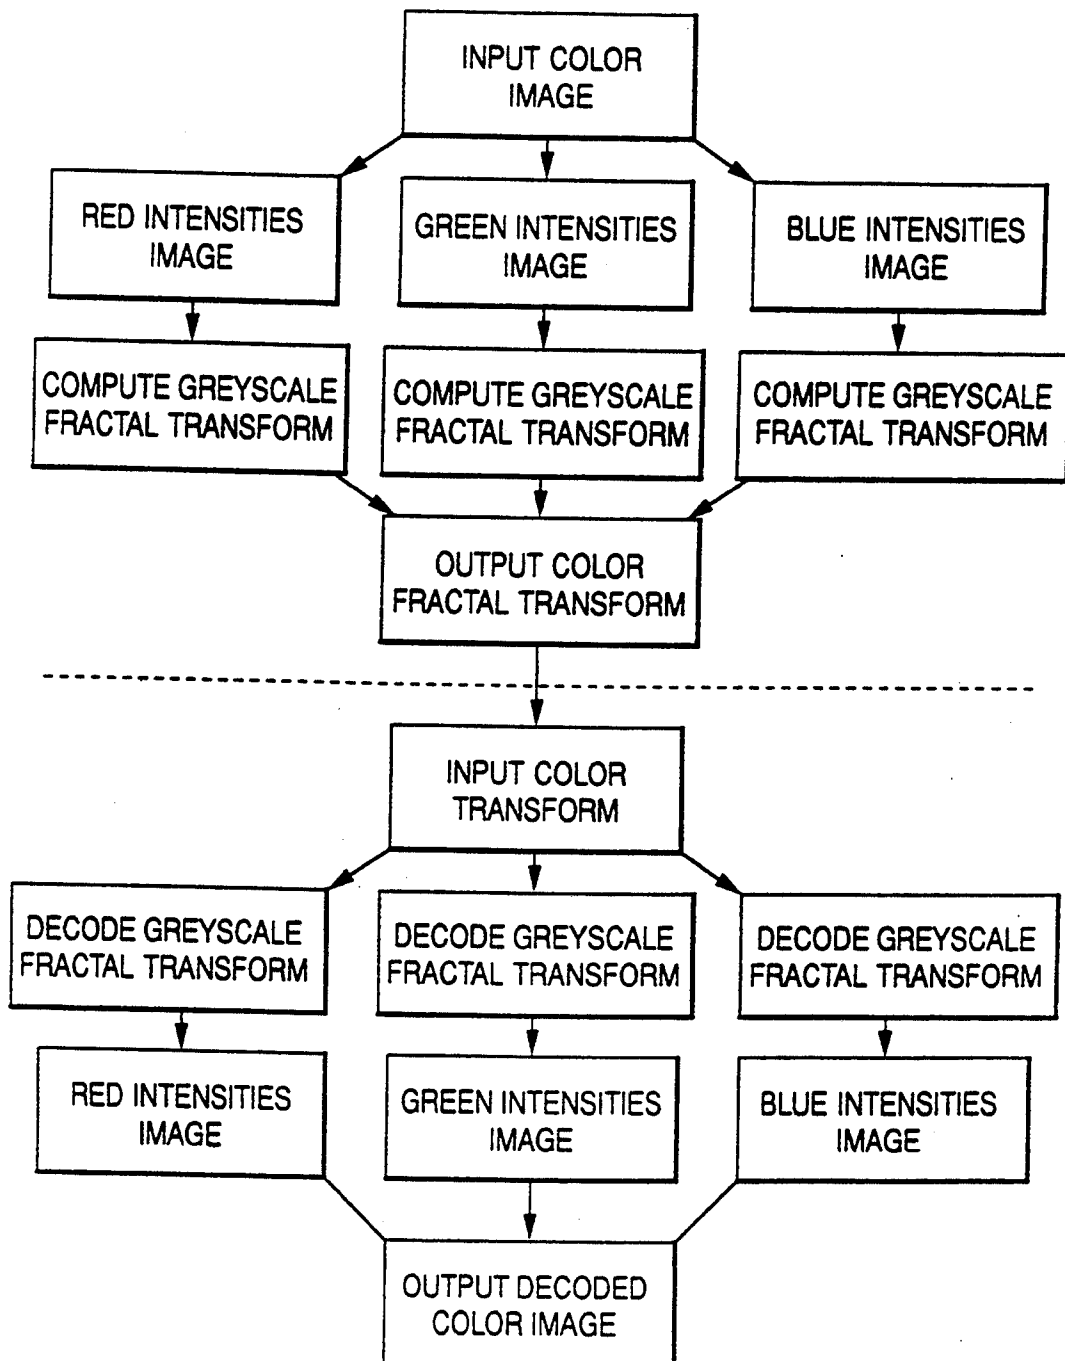 INPUT COLOR
IMAGE
RED INTENSITIES
IMAGE
GREEN INTENSITIES
IMAGE
BLUE INTENSITIES
IMAGE
COMPUTE GREYSCALE
FRACTAL TRANSFORM
COMPUTE GREYSCALE
FRACTAL TRANSFORM
COMPUTE GREYSCALE
FRACTAL TRANSFORM
OUTPUT COLOR
FRACTAL TRANSFORM
INPUT COLOR
TRANSFORM
DECODE GREYSCALE
FRACTAL TRANSFORM
DECODE GREYSCALE
FRACTAL TRANSFORM
DECODE GREYSCALE
FRACTAL TRANSFORM
RED INTENSITIES
IMAGE
GREEN INTENSITIES
IMAGE
BLUE INTENSITIES
IMAGE
OUTPUT DECODED
COLOR IMAGE